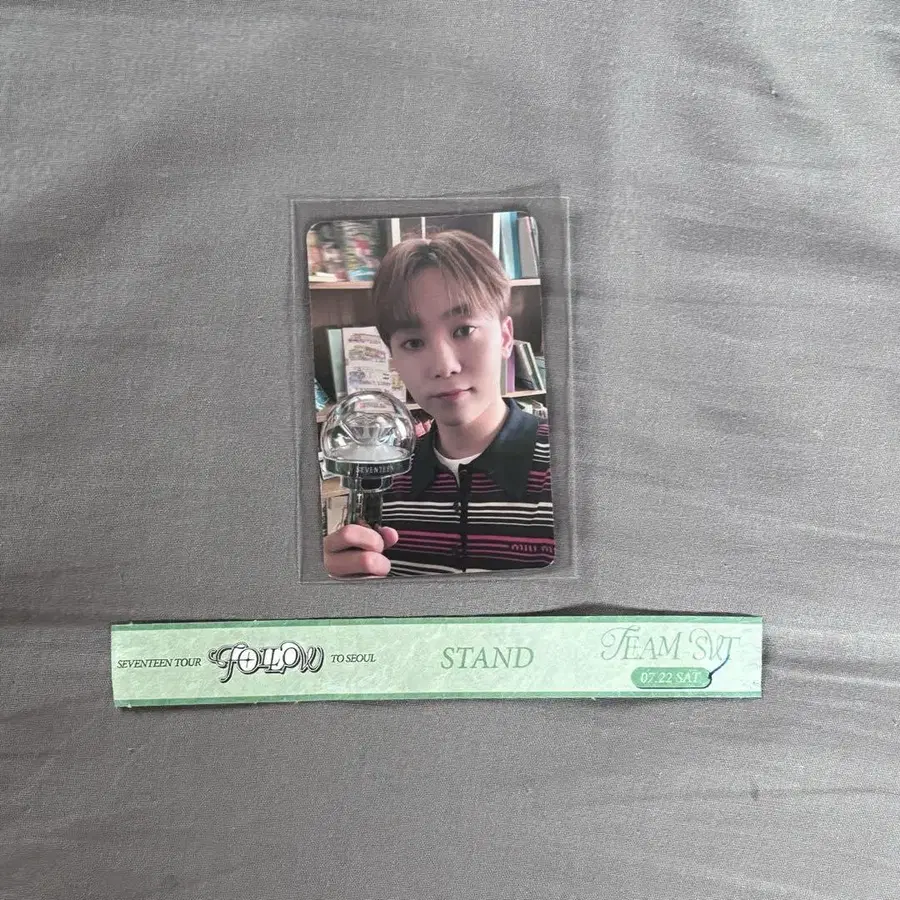 SEVENTEEN
SEVENTEEN TOUR FOLLOW TO SEOUL
STAND
TEAM SVT
07.22 SAT